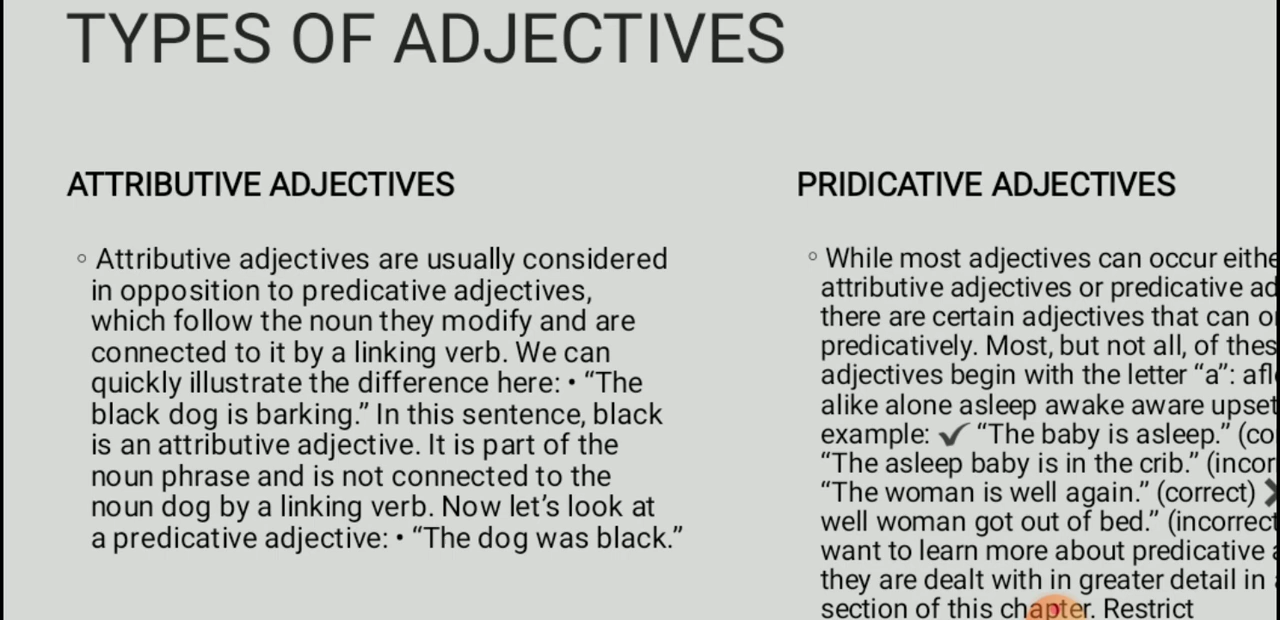 TYPES OF ADJECTIVES
ATTRIBUTIVE ADJECTIVES
◦ Attributive adjectives are usually considered
in opposition to predicative adjectives,
which follow the noun they modify and are
connected to it by a linking verb. We can
quickly illustrate the difference here: • “The
black dog is barking.” In this sentence, black
is an attributive adjective. It is part of the
noun phrase and is not connected to the
noun dog by a linking verb. Now let’s look at
a predicative adjective: • “The dog was black.”
PRIDICATIVE ADJECTIVES
◦ While most adjectives can occur eithe
attributive adjectives or predicative ad
there are certain adjectives that can o
predicatively. Most, but not all, of thes
adjectives begin with the letter “a”: afl
alike alone asleep awake aware upset
example: ✔ “The baby is asleep.” (co
“The asleep baby is in the crib.” (incor
“The woman is well again.” (correct) ✖
well woman got out of bed.” (incorrect
want to learn more about predicative a
they are dealt with in greater detail in
section of this chapter. Restrict